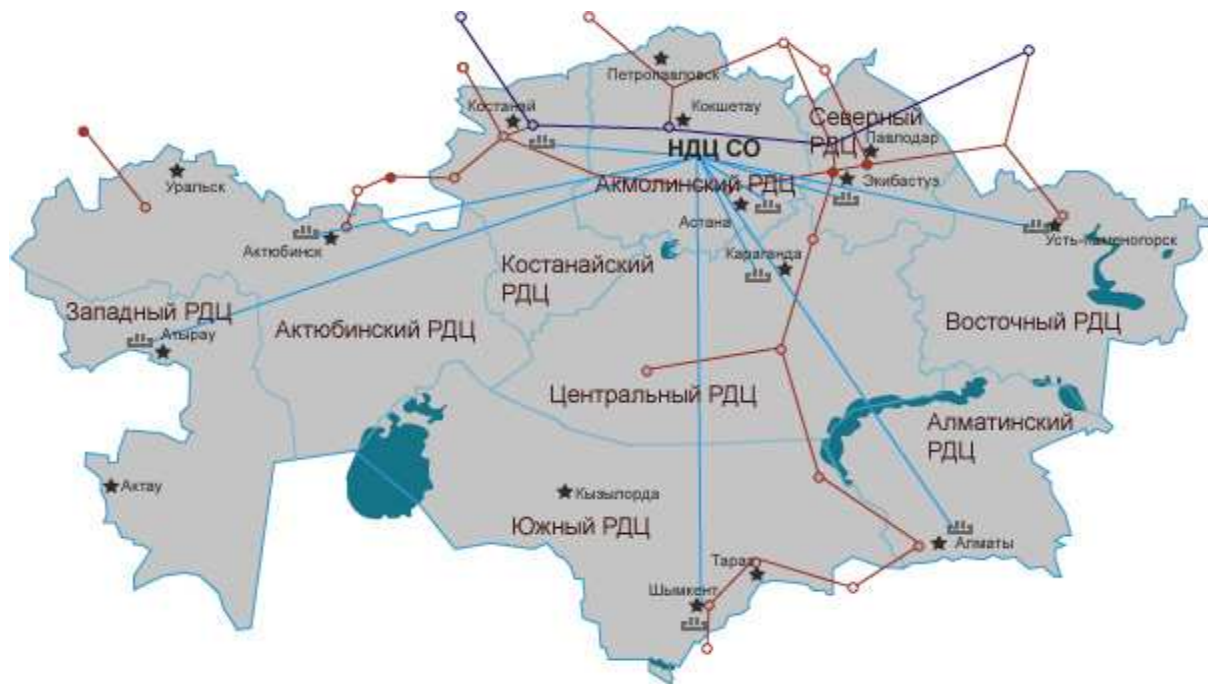 Петропавловск
Костанай
Кокшетау
Северный
РДЦ
Павлодар
НДЦ СО
Уральск
Акмолинский РДЦ
Экибастуз
Астана
Усть-каменогорск
Актюбинск
Караганда
Костанайский
РДЦ
Западный РДЦ
Атырау
Актюбинский РДЦ
Восточный РДЦ
Центральный РДЦ
Алматинский
РДЦ
Актау
Кызылорда
Южный РДЦ
Алматы
Тараз
Шымкент